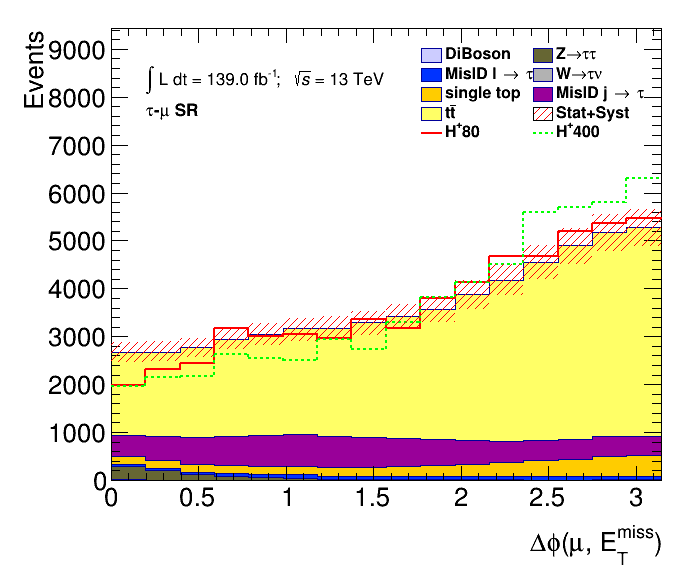 Events
9000
8000
7000
6000
5000
4000
3000
2000
1000
0
∫ L dt = 139.0 fb⁻¹; √s = 13 TeV
τ-μ SR
DiBoson
MisID l → τ
single top
tt̄
H⁺80
Z→ττ
W→τν
MisID j → τ
Stat+Syst
H⁺400
0 0.5 1 1.5 2 2.5 3
Δϕ(μ, E_T^miss)